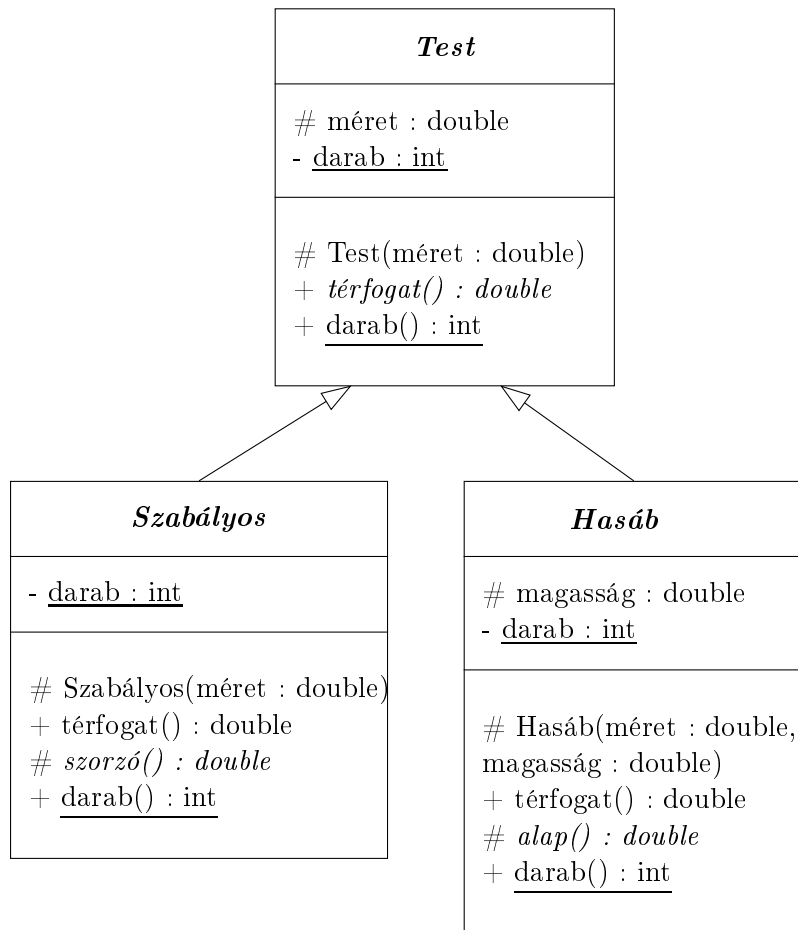 Test
# méret : double
- darab : int
# Test(méret : double)
+ térfogat() : double
+ darab() : int
Szabályos
- darab : int
# Szabályos(méret : double)
+ térfogat() : double
# szorzó() : double
+ darab() : int
Hasáb
# magasság : double
- darab : int
# Hasáb(méret : double,
magasság : double)
+ térfogat() : double
# alap() : double
+ darab() : int